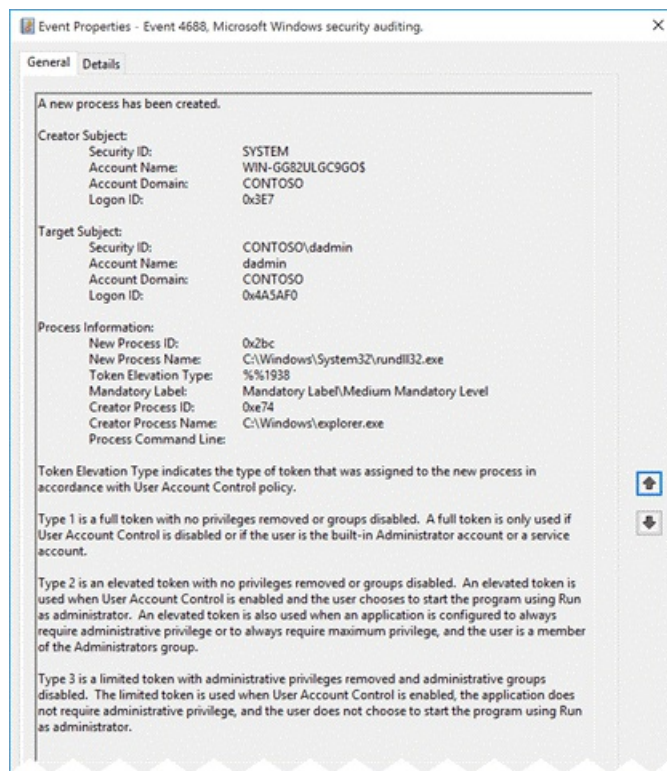 Event Properties - Event 4688, Microsoft Windows security auditing.
General Details
A new process has been created.
Creator Subject:
Security ID: SYSTEM
Account Name: WIN-GG82ULGC9GO$
Account Domain: CONTOSO
Logon ID: 0x3E7
Target Subject:
Security ID: CONTOSO\dadmin
Account Name: dadmin
Account Domain: CONTOSO
Logon ID: 0x4A5AF0
Process Information:
New Process ID: 0x2bc
New Process Name: C:\Windows\System32\rundll32.exe
Token Elevation Type: %%1938
Mandatory Label: Mandatory Label\Medium Mandatory Level
Creator Process ID: 0xe74
Creator Process Name: C:\Windows\explorer.exe
Process Command Line:
Token Elevation Type indicates the type of token that was assigned to the new process in
accordance with User Account Control policy.
Type 1 is a full token with no privileges removed or groups disabled. A full token is only used if
User Account Control is disabled or if the user is the built-in Administrator account or a service
account.
Type 2 is an elevated token with no privileges removed or groups disabled. An elevated token is
used when User Account Control is enabled and the user chooses to start the program using Run
as administrator. An elevated token is also used when an application is configured to always
require administrative privilege or to always require maximum privilege, and the user is a member
of the Administrators group.
Type 3 is a limited token with administrative privileges removed and administrative groups
disabled. The limited token is used when User Account Control is enabled, the application does
not require administrative privilege, and the user does not choose to start the program using Run
as administrator.